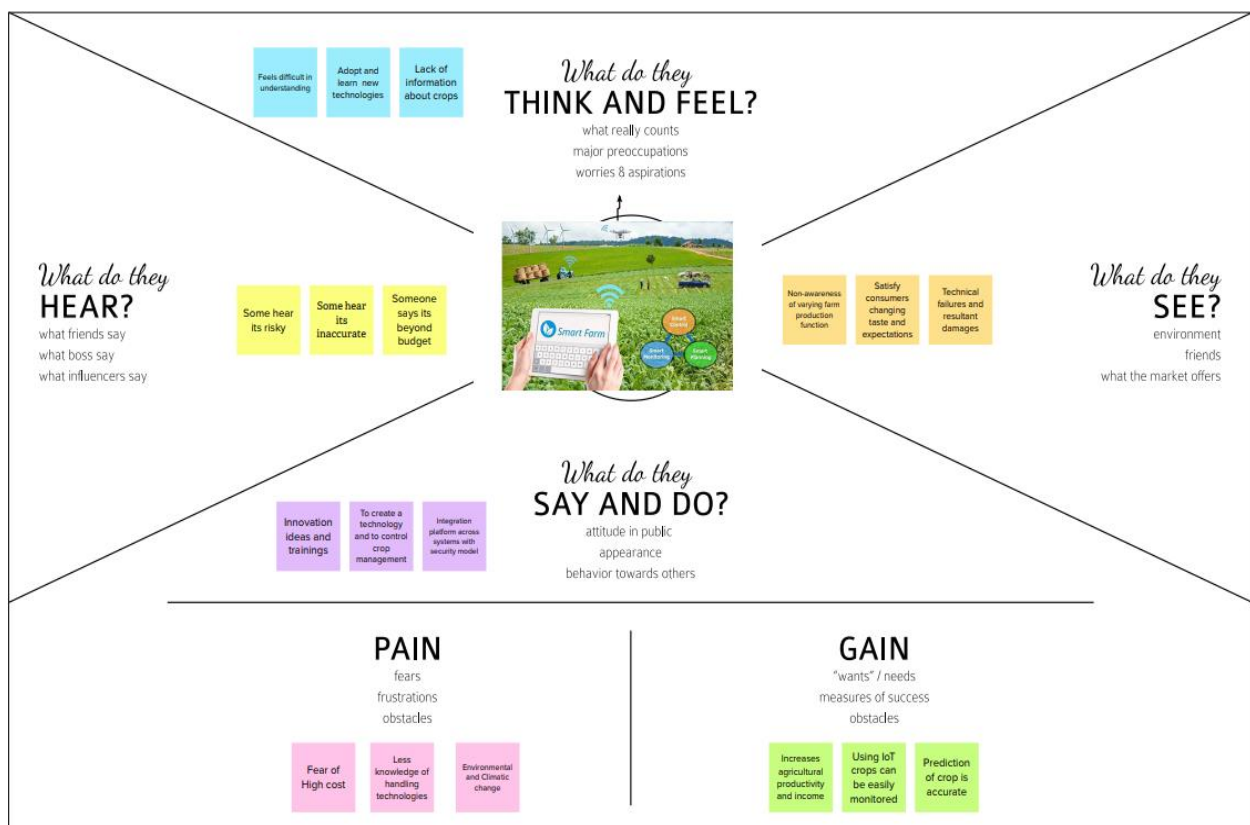 Feels difficult in
understanding
Adopt and
learn new
technologies
Lack of
information
about crops
What do they
THINK AND FEEL?
what really counts
major preoccupations
worries & aspirations
What do they
HEAR?
what friends say
what boss say
what influencers say
Some hear
its risky
Some hear
its
inaccurate
Someone
says its
beyond
budget
Smart Farm
Smart
Control
Smart
Monitoring
Smart
Planning
Non-awareness
of varying farm
production
function
Satisfy
consumers
changing
taste and
expectations
Technical
failures and
resultant
damages
What do they
SEE?
environment
friends
what the market offers
What do they
SAY AND DO?
attitude in public
appearance
behavior towards others
Innovation
ideas and
trainings
To create a
technology
and to control
crop
management
Integration
platform across
systems with
security model
PAIN
fears
frustrations
obstacles
Fear of
High cost
Less
knowledge of
handling
technologies
Environmental
and Climatic
change
GAIN
"wants" / needs
measures of success
obstacles
Increases
agricultural
productivity
and income
Using IoT
crops can
be easily
monitored
Prediction
of crop is
accurate